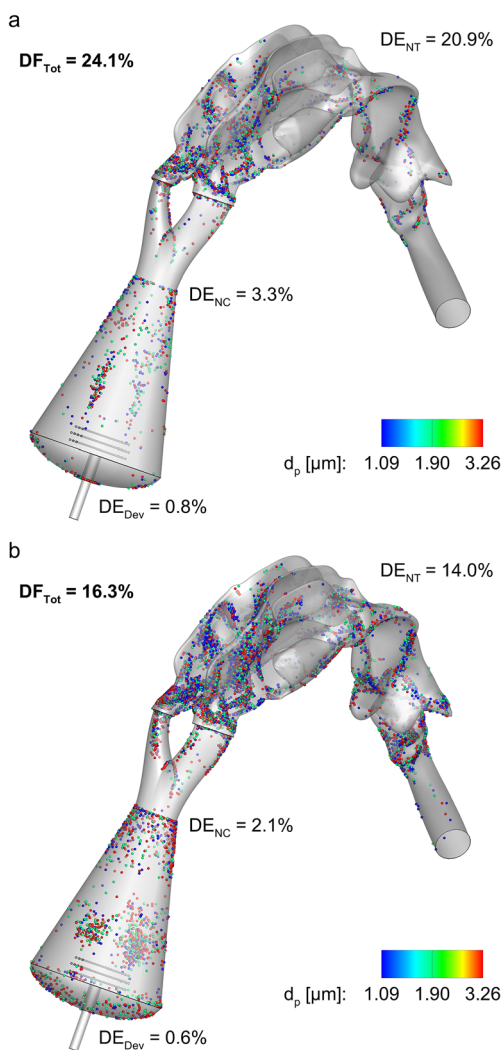 a
DF_Tot = 24.1%
DE_NT = 20.9%
DE_NC = 3.3%
d_p [µm]: 1.09 1.90 3.26
DE_Dev = 0.8%
b
DF_Tot = 16.3%
DE_NT = 14.0%
DE_NC = 2.1%
d_p [µm]: 1.09 1.90 3.26
DE_Dev = 0.6%